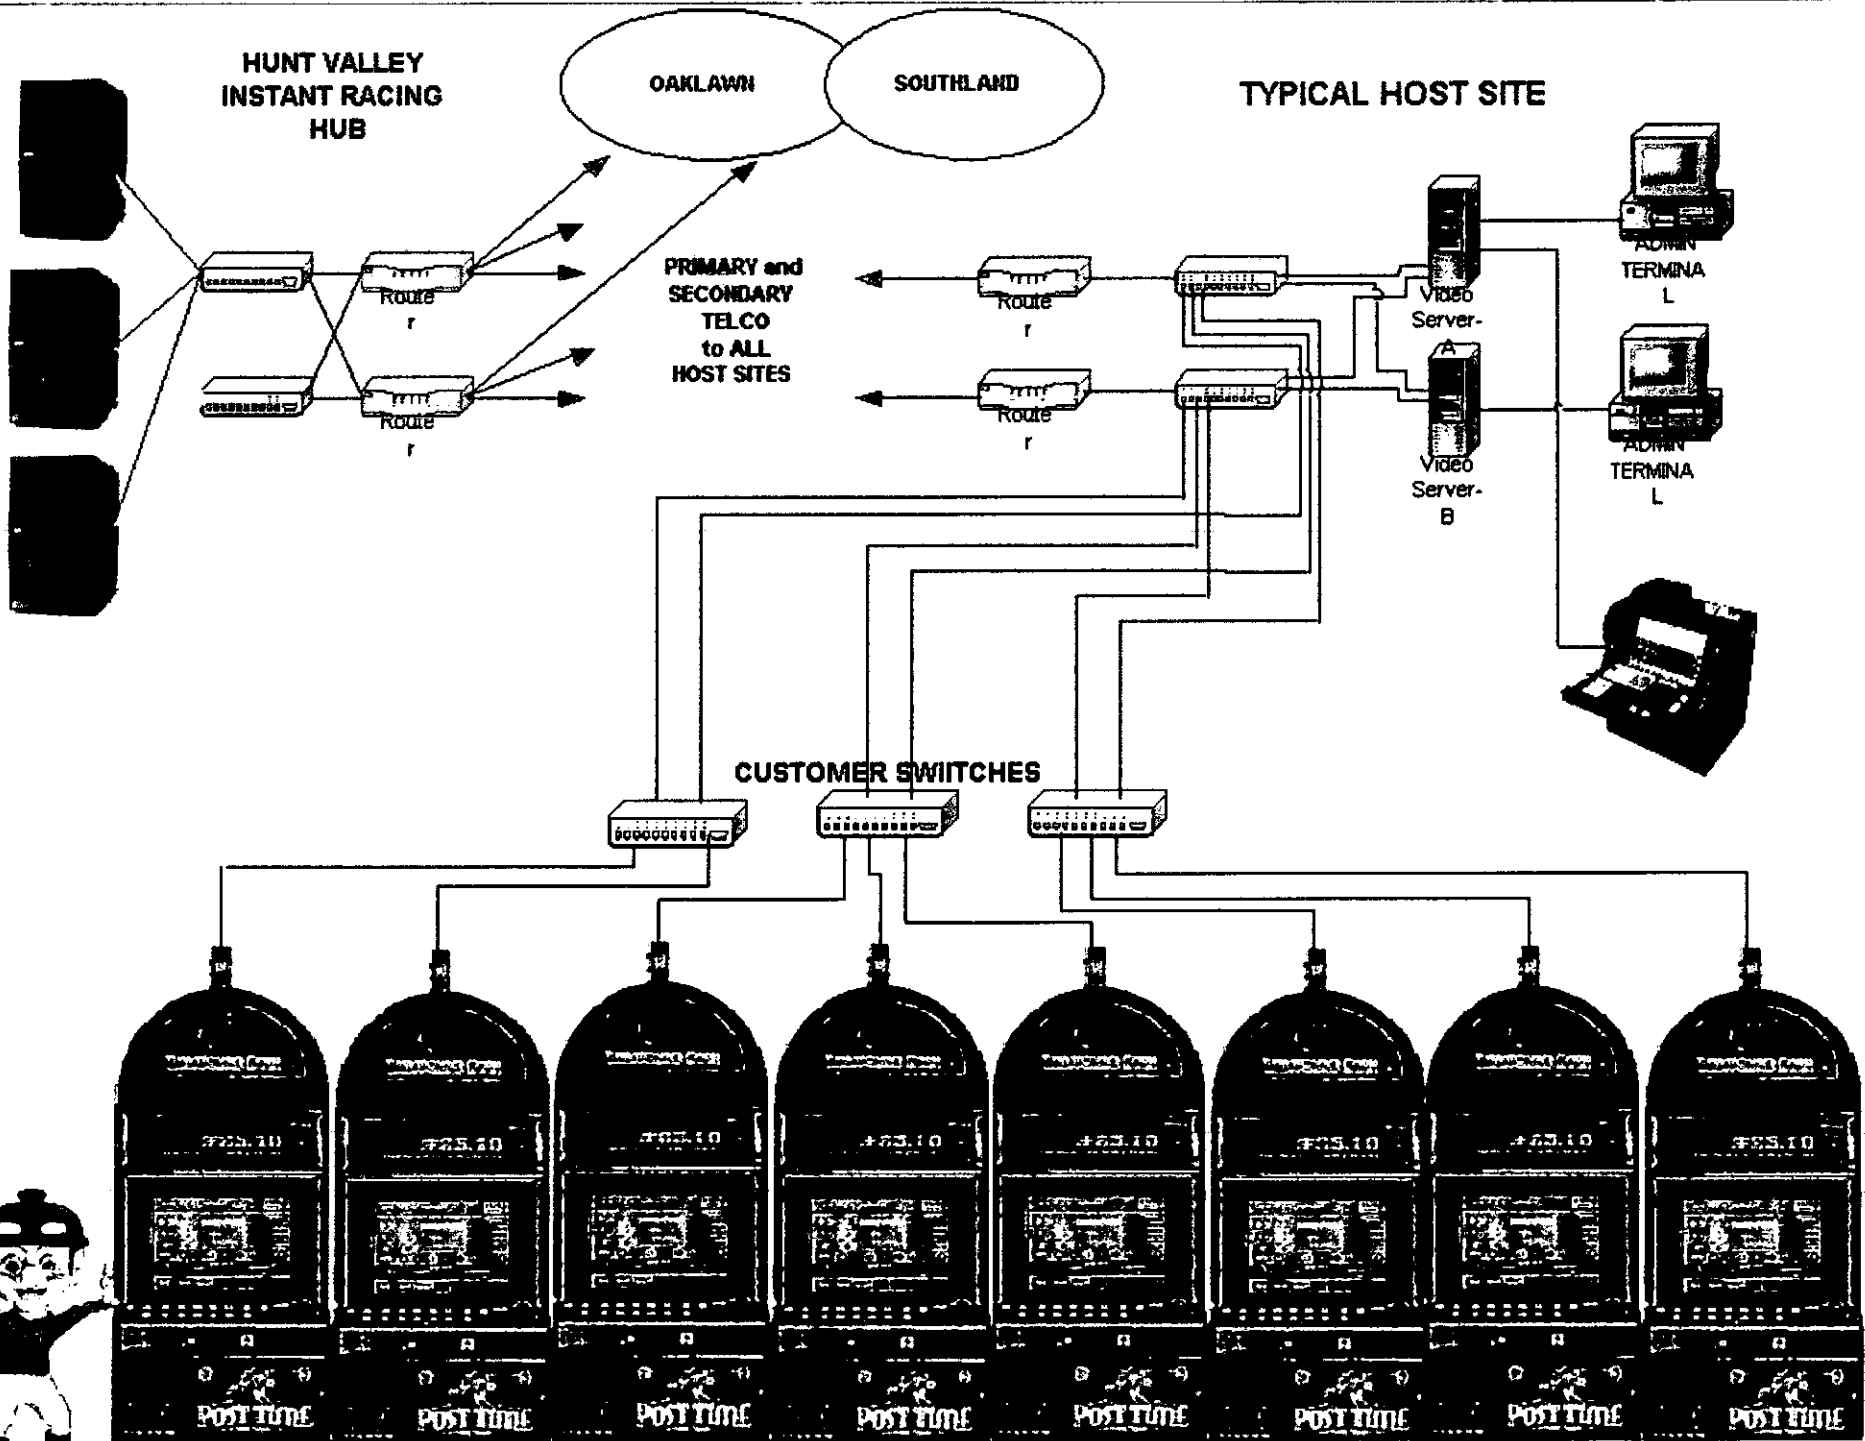 HUNT VALLEY
INSTANT RACING
HUB
OAKLAWN
SOUTHLAND
TYPICAL HOST SITE
ADMIN
TERMINA
L
Route
r
PRIMARY and
SECONDARY
TELCO
to ALL
HOST SITES
Route
r
Video
Server-
A
Route
r
Route
r
ADMIN
TERMINA
L
Video
Server-
B
CUSTOMER SWIITCHES
POST TIME
POST TIME
POST TIME
POST TIME
POST TIME
POST TIME
POST TIME
POST TIME